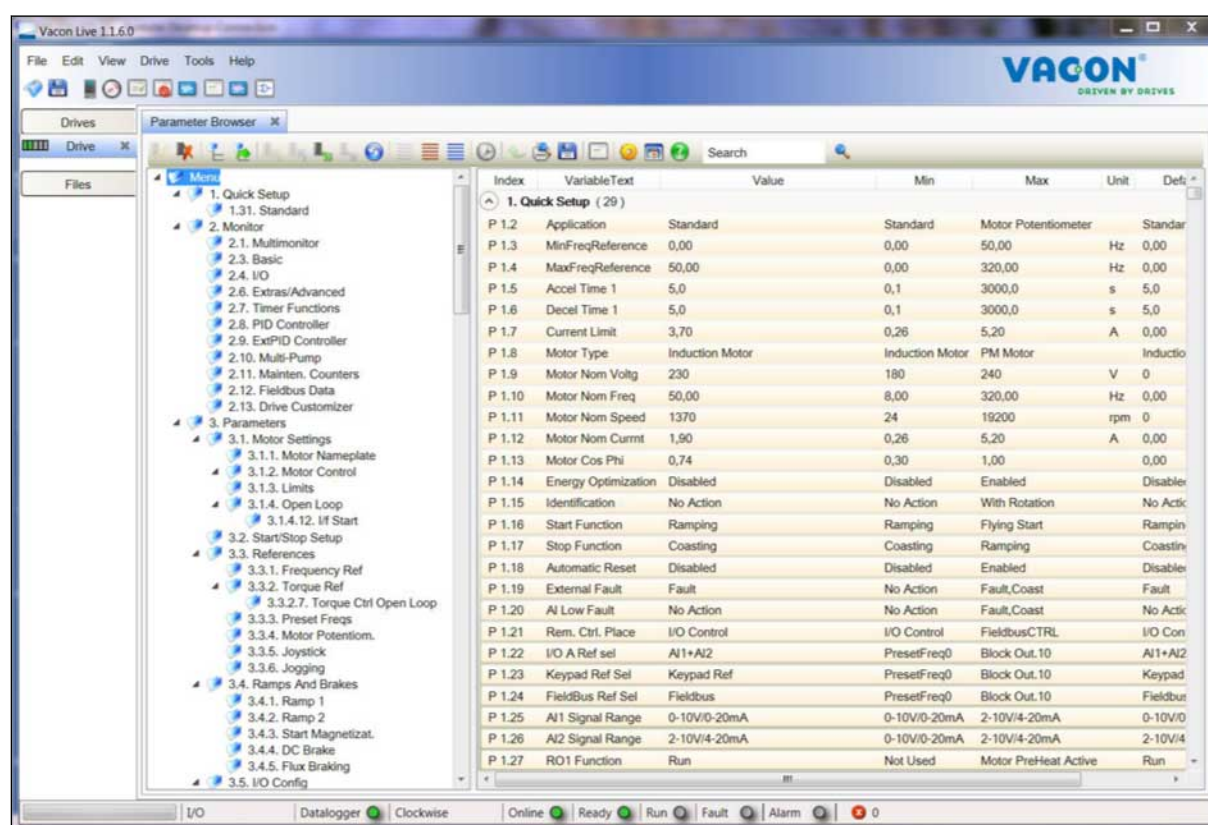 Vacon Live 1.1.6.0
File Edit View Drive Tools Help
VACON®
DRIVEN BY DRIVES
Drives
Drive
Files
Parameter Browser
Search
Menu
1. Quick Setup
1.31. Standard
2. Monitor
2.1. Multimonitor
2.3. Basic
2.4. I/O
2.6. Extras/Advanced
2.7. Timer Functions
2.8. PID Controller
2.9. ExtPID Controller
2.10. Multi-Pump
2.11. Mainten. Counters
2.12. Fieldbus Data
2.13. Drive Customizer
3. Parameters
3.1. Motor Settings
3.1.1. Motor Nameplate
3.1.2. Motor Control
3.1.3. Limits
3.1.4. Open Loop
3.1.4.12. I/f Start
3.2. Start/Stop Setup
3.3. References
3.3.1. Frequency Ref
3.3.2. Torque Ref
3.3.2.7. Torque Ctrl Open Loop
3.3.3. Preset Freqs
3.3.4. Motor Potentiom.
3.3.5. Joystick
3.3.6. Jogging
3.4. Ramps And Brakes
3.4.1. Ramp 1
3.4.2. Ramp 2
3.4.3. Start Magnetizat.
3.4.4. DC Brake
3.4.5. Flux Braking
3.5. I/O Config
Index VariableText Value Min Max Unit Defa
1. Quick Setup (29)
P 1.2 Application Standard Standard Motor Potentiometer Standar
P 1.3 MinFreqReference 0,00 0,00 50,00 Hz 0,00
P 1.4 MaxFreqReference 50,00 0,00 320,00 Hz 0,00
P 1.5 Accel Time 1 5,0 0,1 3000,0 s 5,0
P 1.6 Decel Time 1 5,0 0,1 3000,0 s 5,0
P 1.7 Current Limit 3,70 0,26 5,20 A 0,00
P 1.8 Motor Type Induction Motor Induction Motor PM Motor Inductio
P 1.9 Motor Nom Voltg 230 180 240 V 0
P 1.10 Motor Nom Freq 50,00 8,00 320,00 Hz 0,00
P 1.11 Motor Nom Speed 1370 24 19200 rpm 0
P 1.12 Motor Nom Currnt 1,90 0,26 5,20 A 0,00
P 1.13 Motor Cos Phi 0,74 0,30 1,00 0,00
P 1.14 Energy Optimization Disabled Disabled Enabled Disable
P 1.15 Identification No Action No Action With Rotation No Actic
P 1.16 Start Function Ramping Ramping Flying Start Rampin
P 1.17 Stop Function Coasting Coasting Ramping Coastin
P 1.18 Automatic Reset Disabled Disabled Enabled Disable
P 1.19 External Fault Fault No Action Fault,Coast Fault
P 1.20 AI Low Fault No Action No Action Fault,Coast No Actic
P 1.21 Rem. Ctrl. Place I/O Control I/O Control FieldbusCTRL I/O Con
P 1.22 I/O A Ref sel AI1+AI2 PresetFreq0 Block Out.10 AI1+AI2
P 1.23 Keypad Ref Sel Keypad Ref PresetFreq0 Block Out.10 Keypad
P 1.24 FieldBus Ref Sel Fieldbus PresetFreq0 Block Out.10 Fieldbus
P 1.25 AI1 Signal Range 0-10V/0-20mA 0-10V/0-20mA 2-10V/4-20mA 0-10V/0
P 1.26 AI2 Signal Range 2-10V/4-20mA 0-10V/0-20mA 2-10V/4-20mA 2-10V/4
P 1.27 RO1 Function Run Not Used Motor PreHeat Active Run
I/O Datalogger Clockwise Online Ready Run Fault Alarm 0